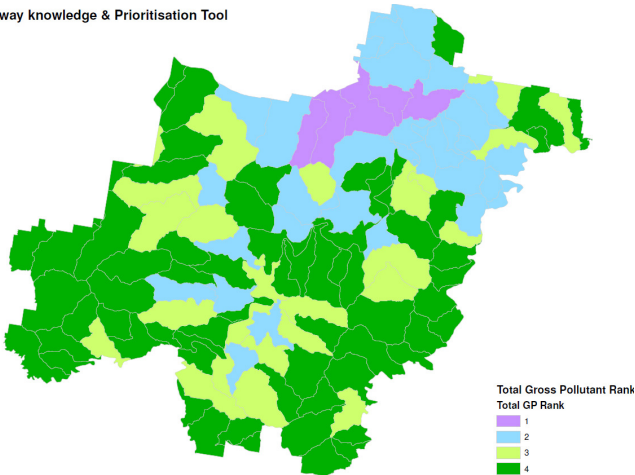 way knowledge & Prioritisation Tool
Total Gross Pollutant Rank
Total GP Rank
1
2
3
4